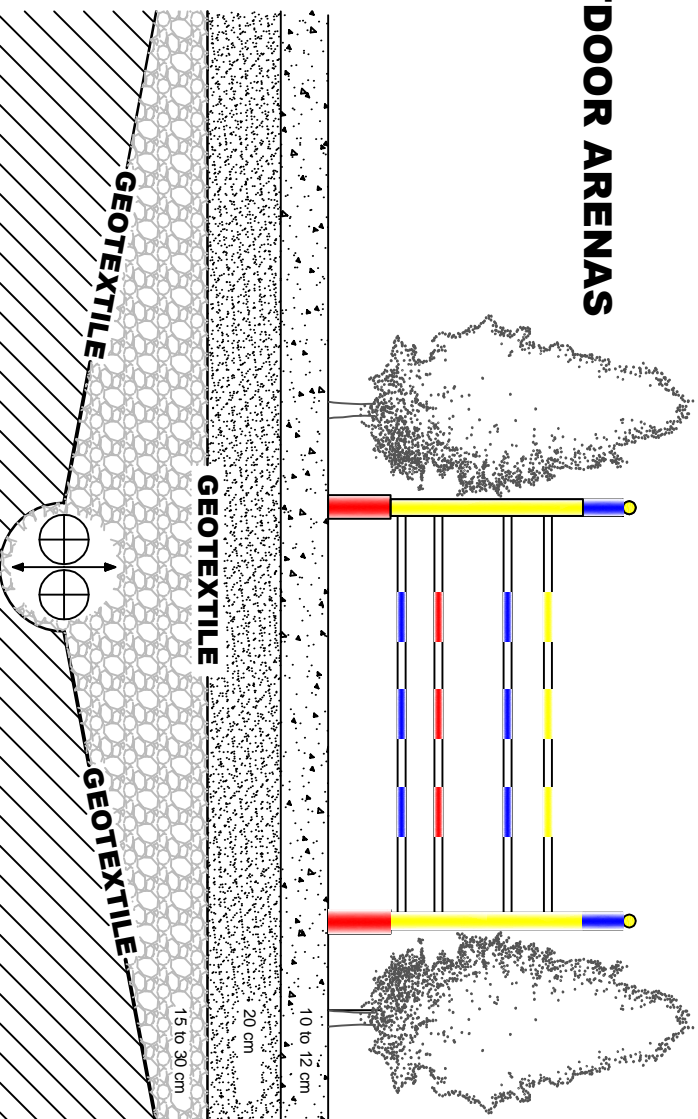 DOOR ARENAS
GEOTEXTILE
GEOTEXTILE
GEOTEXTILE
10 to 12 cm
20 cm
15 to 30 cm